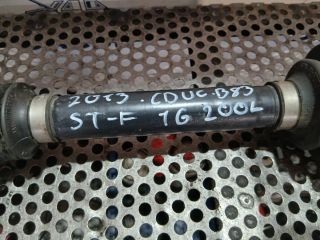 2013 . CDUC-B83
ST-F TG 200L